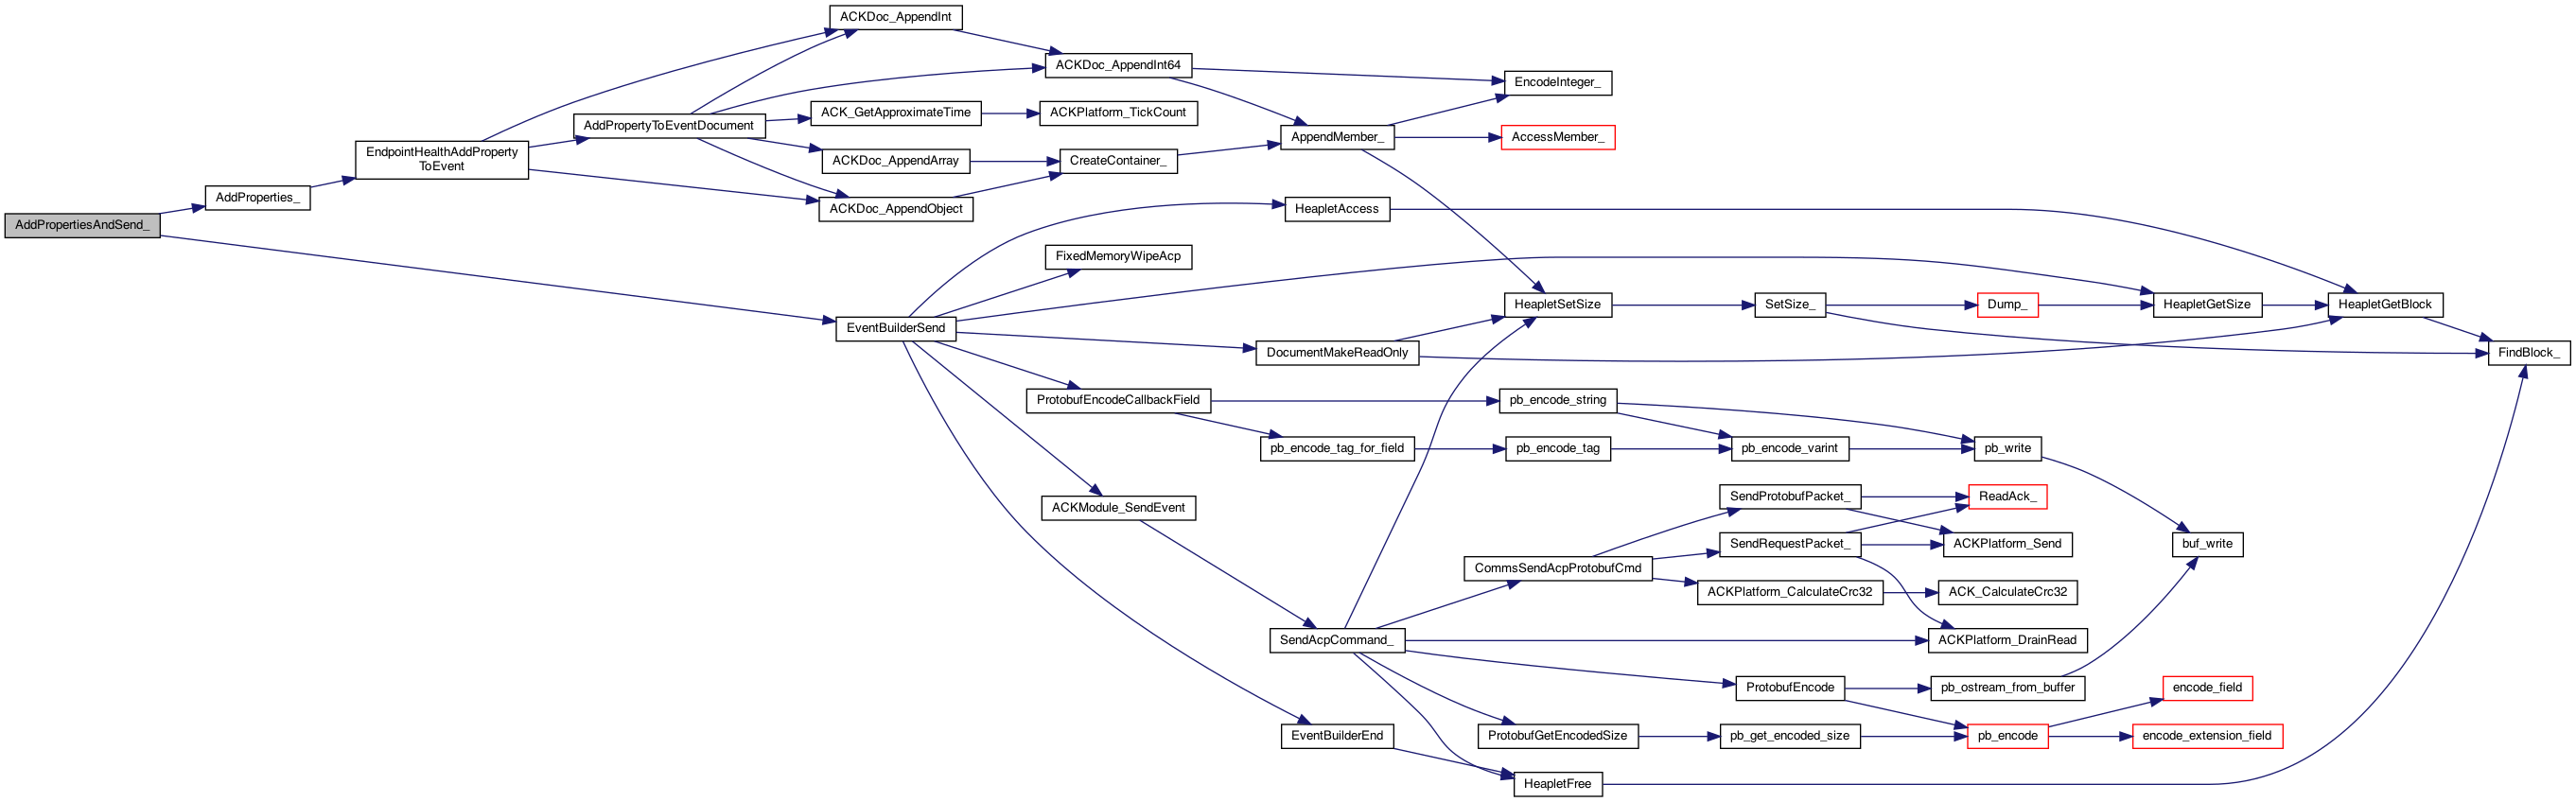 ACKDoc_AppendInt
ACKDoc_AppendInt64
EncodeInteger_
ACK_GetApproximateTime
ACKPlatform_TickCount
AddPropertyToEventDocument
AppendMember_
AccessMember_
EndpointHealthAddProperty
ToEvent
ACKDoc_AppendArray
CreateContainer_
AddProperties_
ACKDoc_AppendObject
HeapletAccess
AddPropertiesAndSend_
FixedMemoryWipeAcp
HeapletSetSize
SetSize_
Dump_
HeapletGetSize
HeapletGetBlock
EventBuilderSend
DocumentMakeReadOnly
FindBlock_
ProtobufEncodeCallbackField
pb_encode_string
pb_encode_tag_for_field
pb_encode_tag
pb_encode_varint
pb_write
SendProtobufPacket_
ReadAck_
ACKModule_SendEvent
SendRequestPacket_
ACKPlatform_Send
buf_write
CommsSendAcpProtobufCmd
ACKPlatform_CalculateCrc32
ACK_CalculateCrc32
SendAcpCommand_
ACKPlatform_DrainRead
ProtobufEncode
pb_ostream_from_buffer
encode_field
EventBuilderEnd
ProtobufGetEncodedSize
pb_get_encoded_size
pb_encode
encode_extension_field
HeapletFree